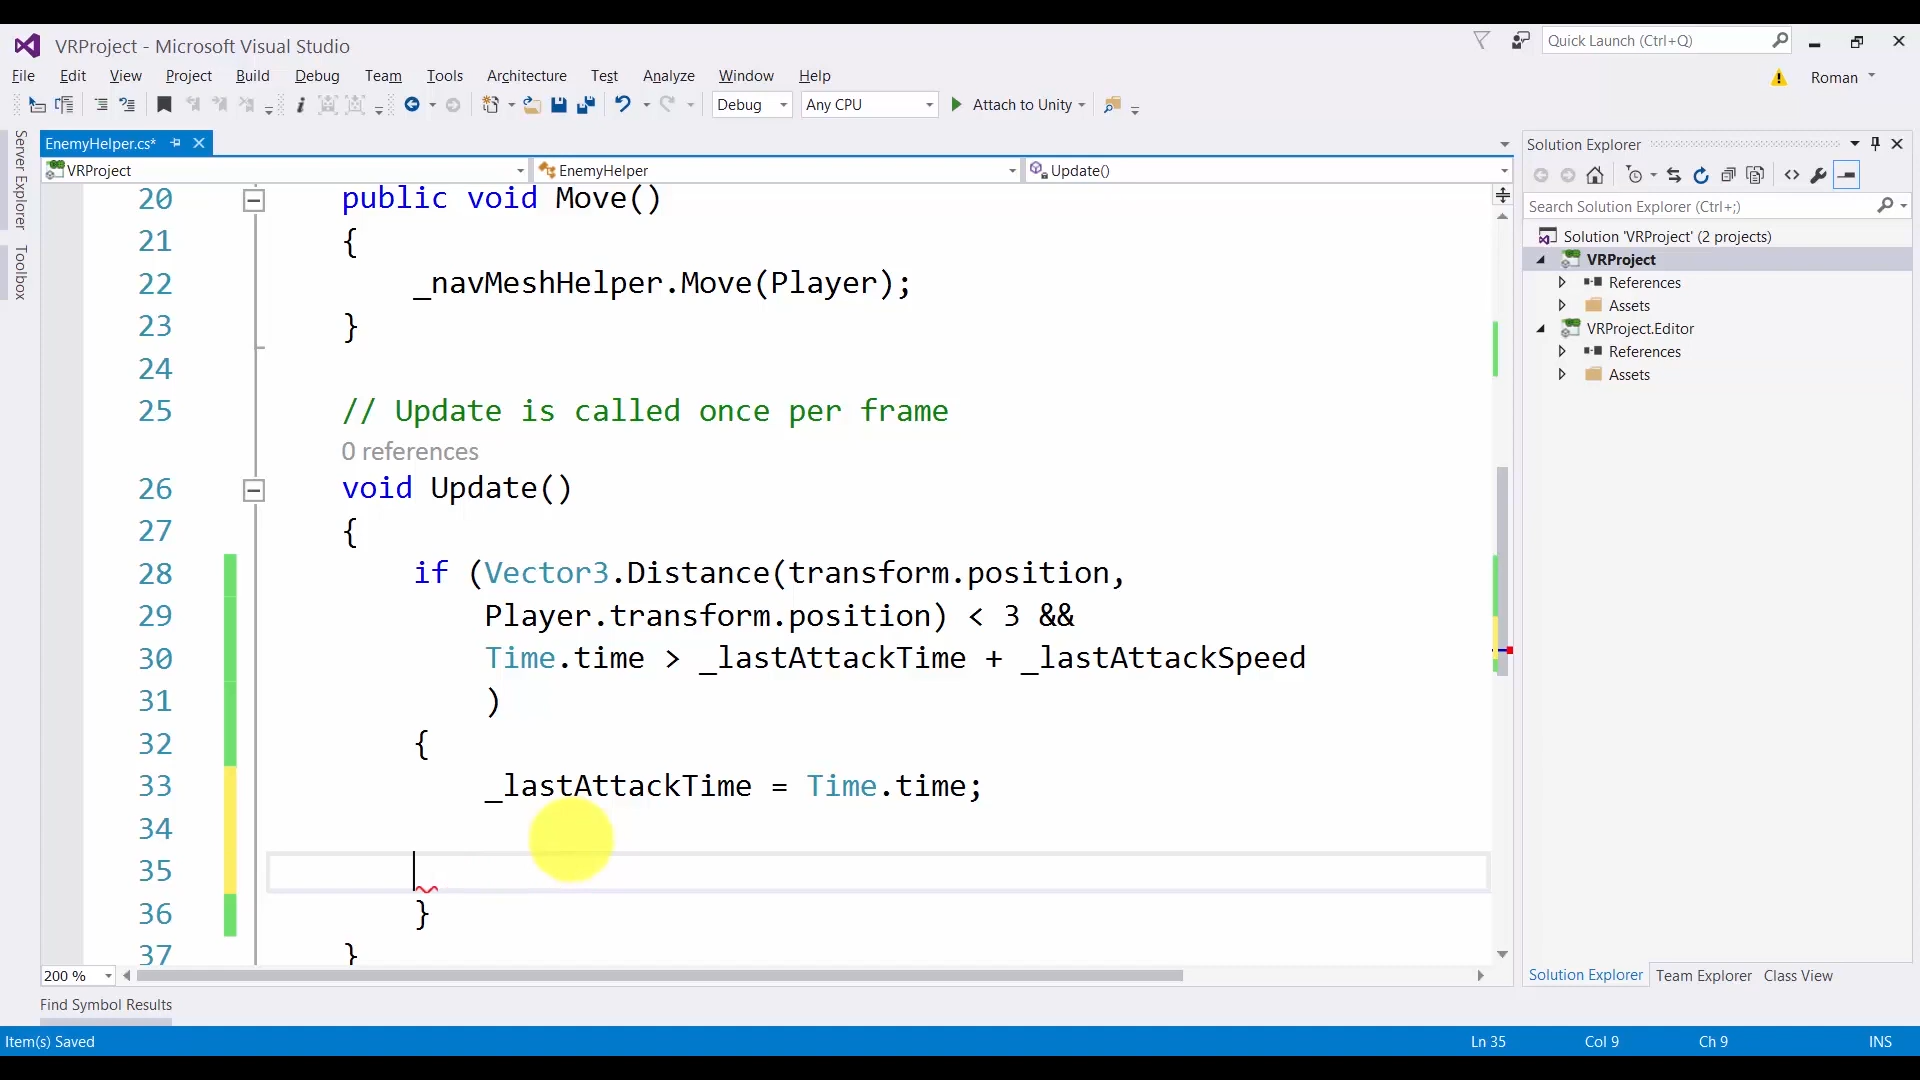 VRProject - Microsoft Visual Studio
Quick Launch (Ctrl+Q)
File Edit View Project Build Debug Team Tools Architecture Test Analyze Window Help
Roman
Debug Any CPU Attach to Unity
Server Explorer
Toolbox
EnemyHelper.cs*
VRProject EnemyHelper Update()
20 public void Move()
21 {
22 _navMeshHelper.Move(Player);
23 }
24
25 // Update is called once per frame
0 references
26 void Update()
27 {
28 if (Vector3.Distance(transform.position,
29 Player.transform.position) < 3 &&
30 Time.time > _lastAttackTime + _lastAttackSpeed
31 )
32 {
33 _lastAttackTime = Time.time;
34
35
36 }
37 }
200 %
Solution Explorer
Search Solution Explorer (Ctrl+;)
Solution 'VRProject' (2 projects)
VRProject
References
Assets
VRProject.Editor
References
Assets
Solution Explorer Team Explorer Class View
Find Symbol Results
Item(s) Saved Ln 35 Col 9 Ch 9 INS